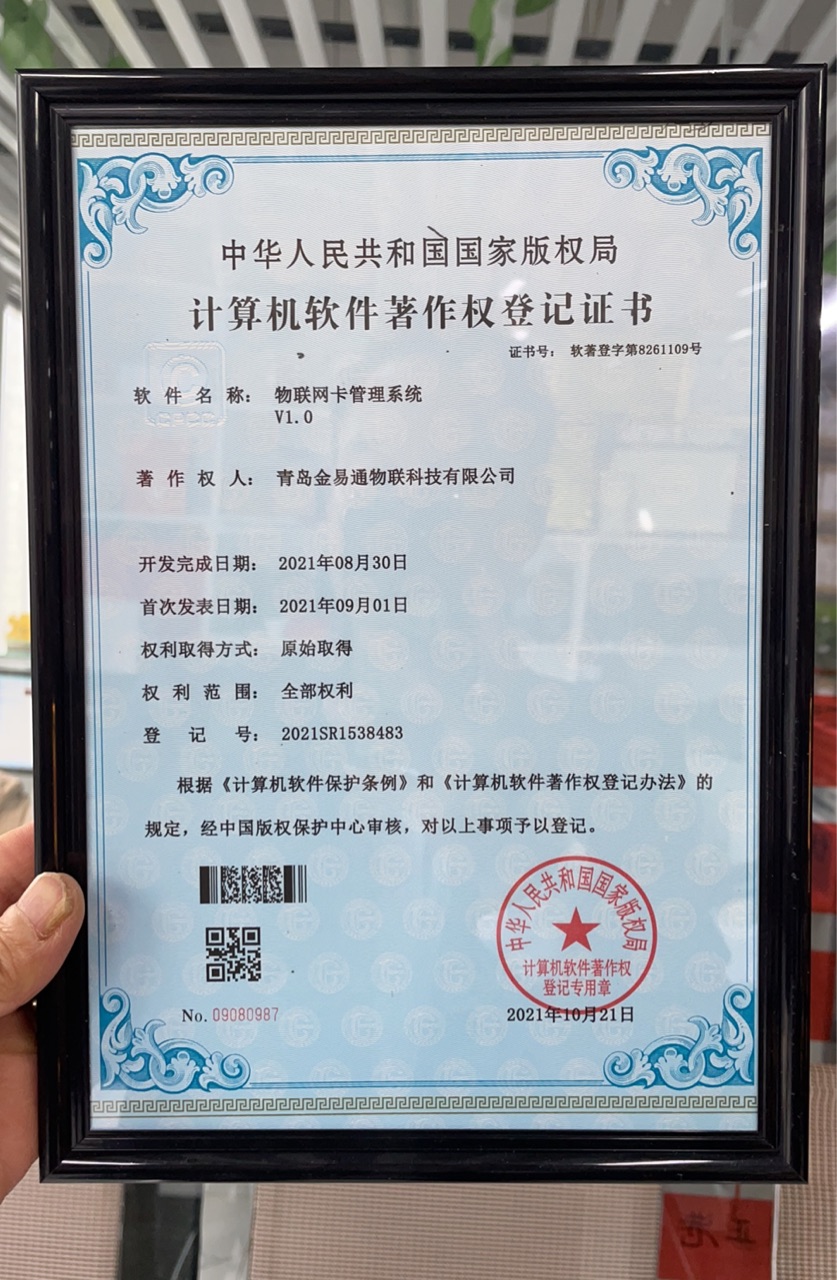 中华人民共和国国家版权局
计算机软件著作权登记证书
证书号： 软著登字第8261109号
软件名称： 物联网卡管理系统
V1.0
著作权人： 青岛金易通物联科技有限公司
开发完成日期： 2021年08月30日
首次发表日期： 2021年09月01日
权利取得方式： 原始取得
权利范围： 全部权利
登记号： 2021SR1538483
根据《计算机软件保护条例》和《计算机软件著作权登记办法》的
规定，经中国版权保护中心审核，对以上事项予以登记。
中华人民共和国国家版权局
计算机软件著作权
登记专用章
No. 09080987
2021年10月21日